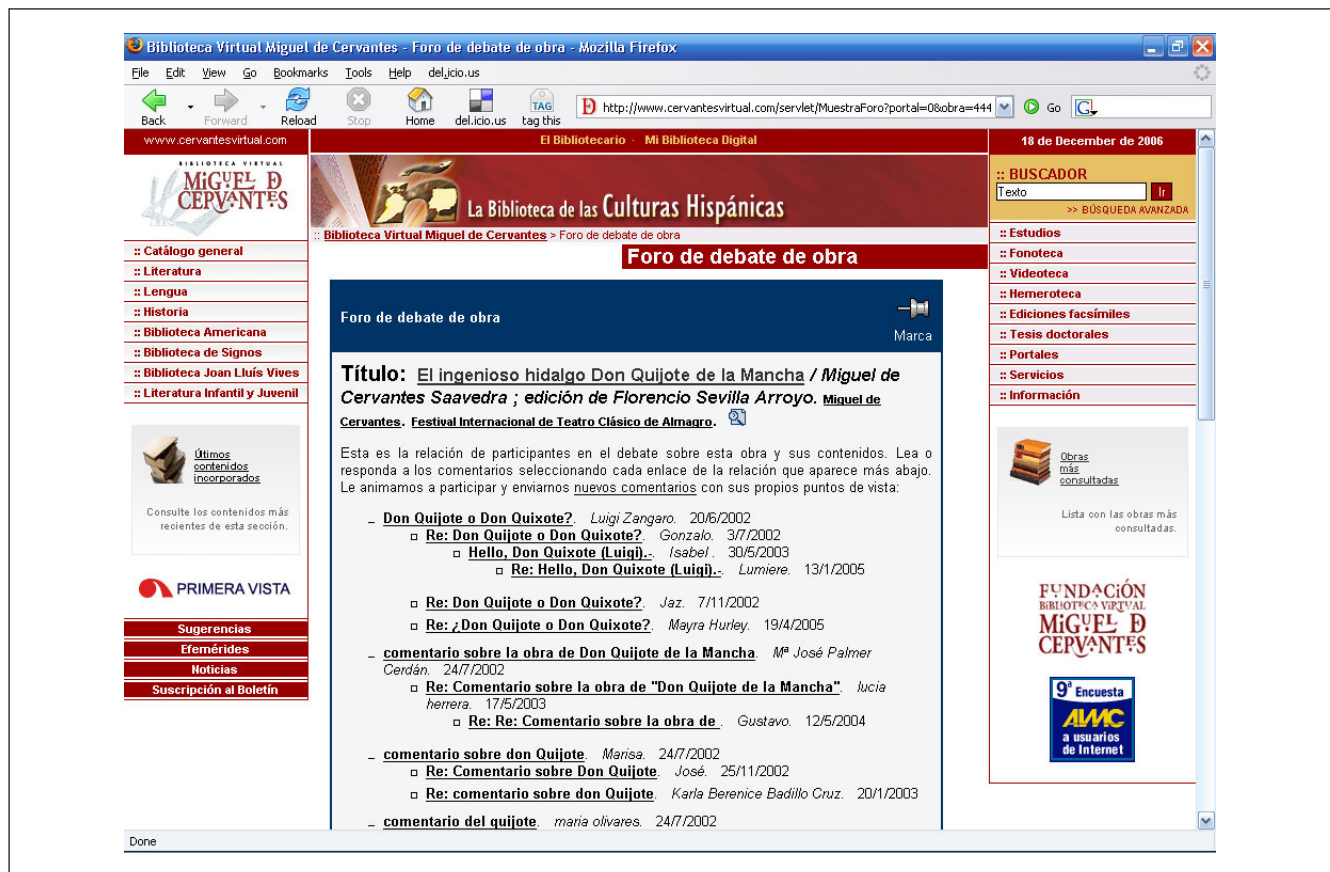 Biblioteca Virtual Miguel de Cervantes - Foro de debate de obra - Mozilla Firefox
File Edit View Go Bookmarks Tools Help del.icio.us
Back Forward Reload Stop Home del.icio.us tag this http://www.cervantesvirtual.com/servlet/MuestraForo?portal=0&obra=444 Go
www.cervantesvirtual.com
El Bibliotecario · Mi Biblioteca Digital
18 de December de 2006
BIBLIOTECA VIRTUAL
MiGUEL D
CERVANTES
:: Catálogo general
:: Literatura
:: Lengua
:: Historia
:: Biblioteca Americana
:: Biblioteca de Signos
:: Biblioteca Joan Lluís Vives
:: Literatura Infantil y Juvenil
Últimos
contenidos
incorporados
Consulte los contenidos más
recientes de esta sección.
PRIMERA VISTA
Sugerencias
Efemérides
Noticias
Suscripción al Boletín
La Biblioteca de las Culturas Hispánicas
:: Biblioteca Virtual Miguel de Cervantes > Foro de debate de obra
Foro de debate de obra
Foro de debate de obra
Marca
Título: El ingenioso hidalgo Don Quijote de la Mancha / Miguel de
Cervantes Saavedra ; edición de Florencio Sevilla Arroyo. Miguel de
Cervantes. Festival Internacional de Teatro Clásico de Almagro.
Esta es la relación de participantes en el debate sobre esta obra y sus contenidos. Lea o
responda a los comentarios seleccionando cada enlace de la relación que aparece más abajo.
Le animamos a participar y enviarnos nuevos comentarios con sus propios puntos de vista:
Don Quijote o Don Quixote?. Luigi Zangaro. 20/6/2002
Re: Don Quijote o Don Quixote?. Gonzalo. 3/7/2002
Hello, Don Quixote (Luigi).-. Isabel . 30/5/2003
Re: Hello, Don Quixote (Luigi).-. Lumiere. 13/1/2005
Re: Don Quijote o Don Quixote?. Jaz. 7/11/2002
Re: ¿Don Quijote o Don Quixote?. Mayra Hurley. 19/4/2005
comentario sobre la obra de Don Quijote de la Mancha. Mª José Palmer
Cerdán. 24/7/2002
Re: Comentario sobre la obra de "Don Quijote de la Mancha". lucia
herrera. 17/5/2003
Re: Re: Comentario sobre la obra de . Gustavo. 12/5/2004
comentario sobre don Quijote. Marisa. 24/7/2002
Re: Comentario sobre Don Quijote. José. 25/11/2002
Re: comentario sobre don Quijote. Karla Berenice Badillo Cruz. 20/1/2003
comentario del quijote. maria olivares. 24/7/2002
:: BUSCADOR
Texto Ir
>> BÚSQUEDA AVANZADA
:: Estudios
:: Fonoteca
:: Videoteca
:: Hemeroteca
:: Ediciones facsímiles
:: Tesis doctorales
:: Portales
:: Servicios
:: Información
Obras
más
consultadas
Lista con las obras más
consultadas.
FUNDACIÓN
BIBLIOTECA VIRTUAL
MiGUEL D
CERVANTES
9ª Encuesta
AIMC
a usuarios
de Internet
Done